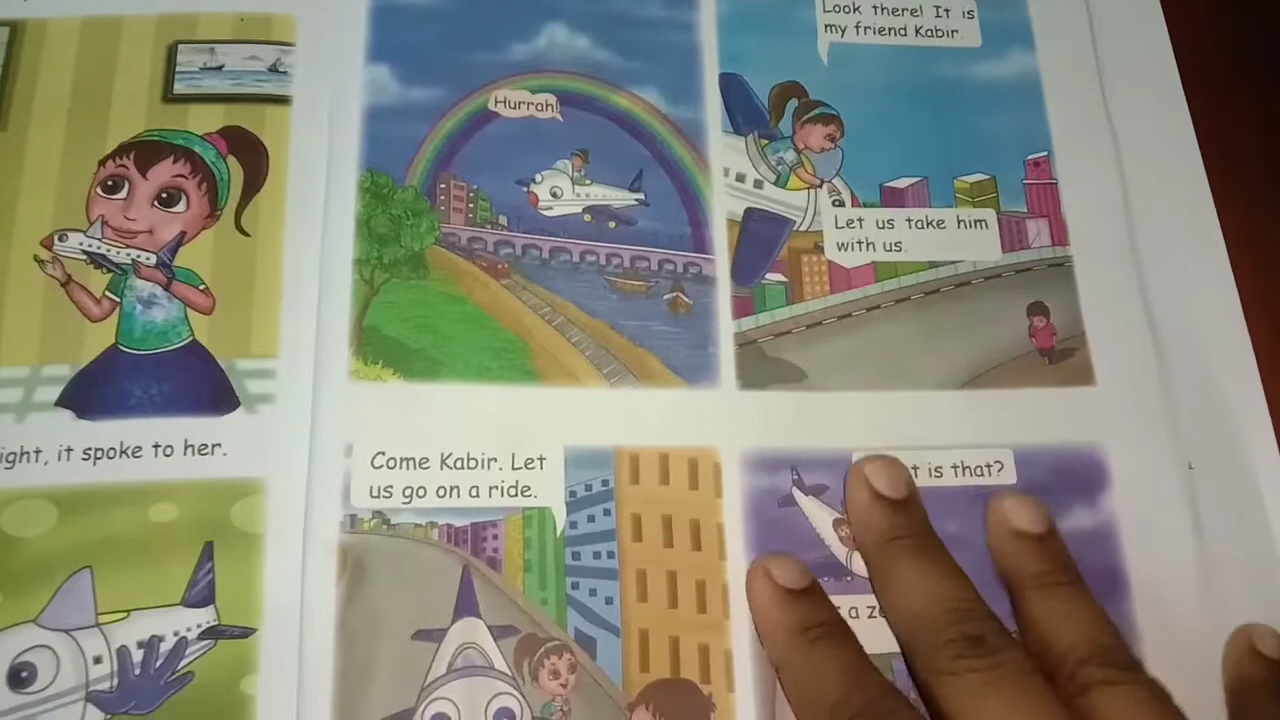 ight, it spoke to her.
Hurrah!
Look there! It is
my friend Kabir.
Let us take him
with us.
Come Kabir. Let
us go on a ride.
t is that?
a